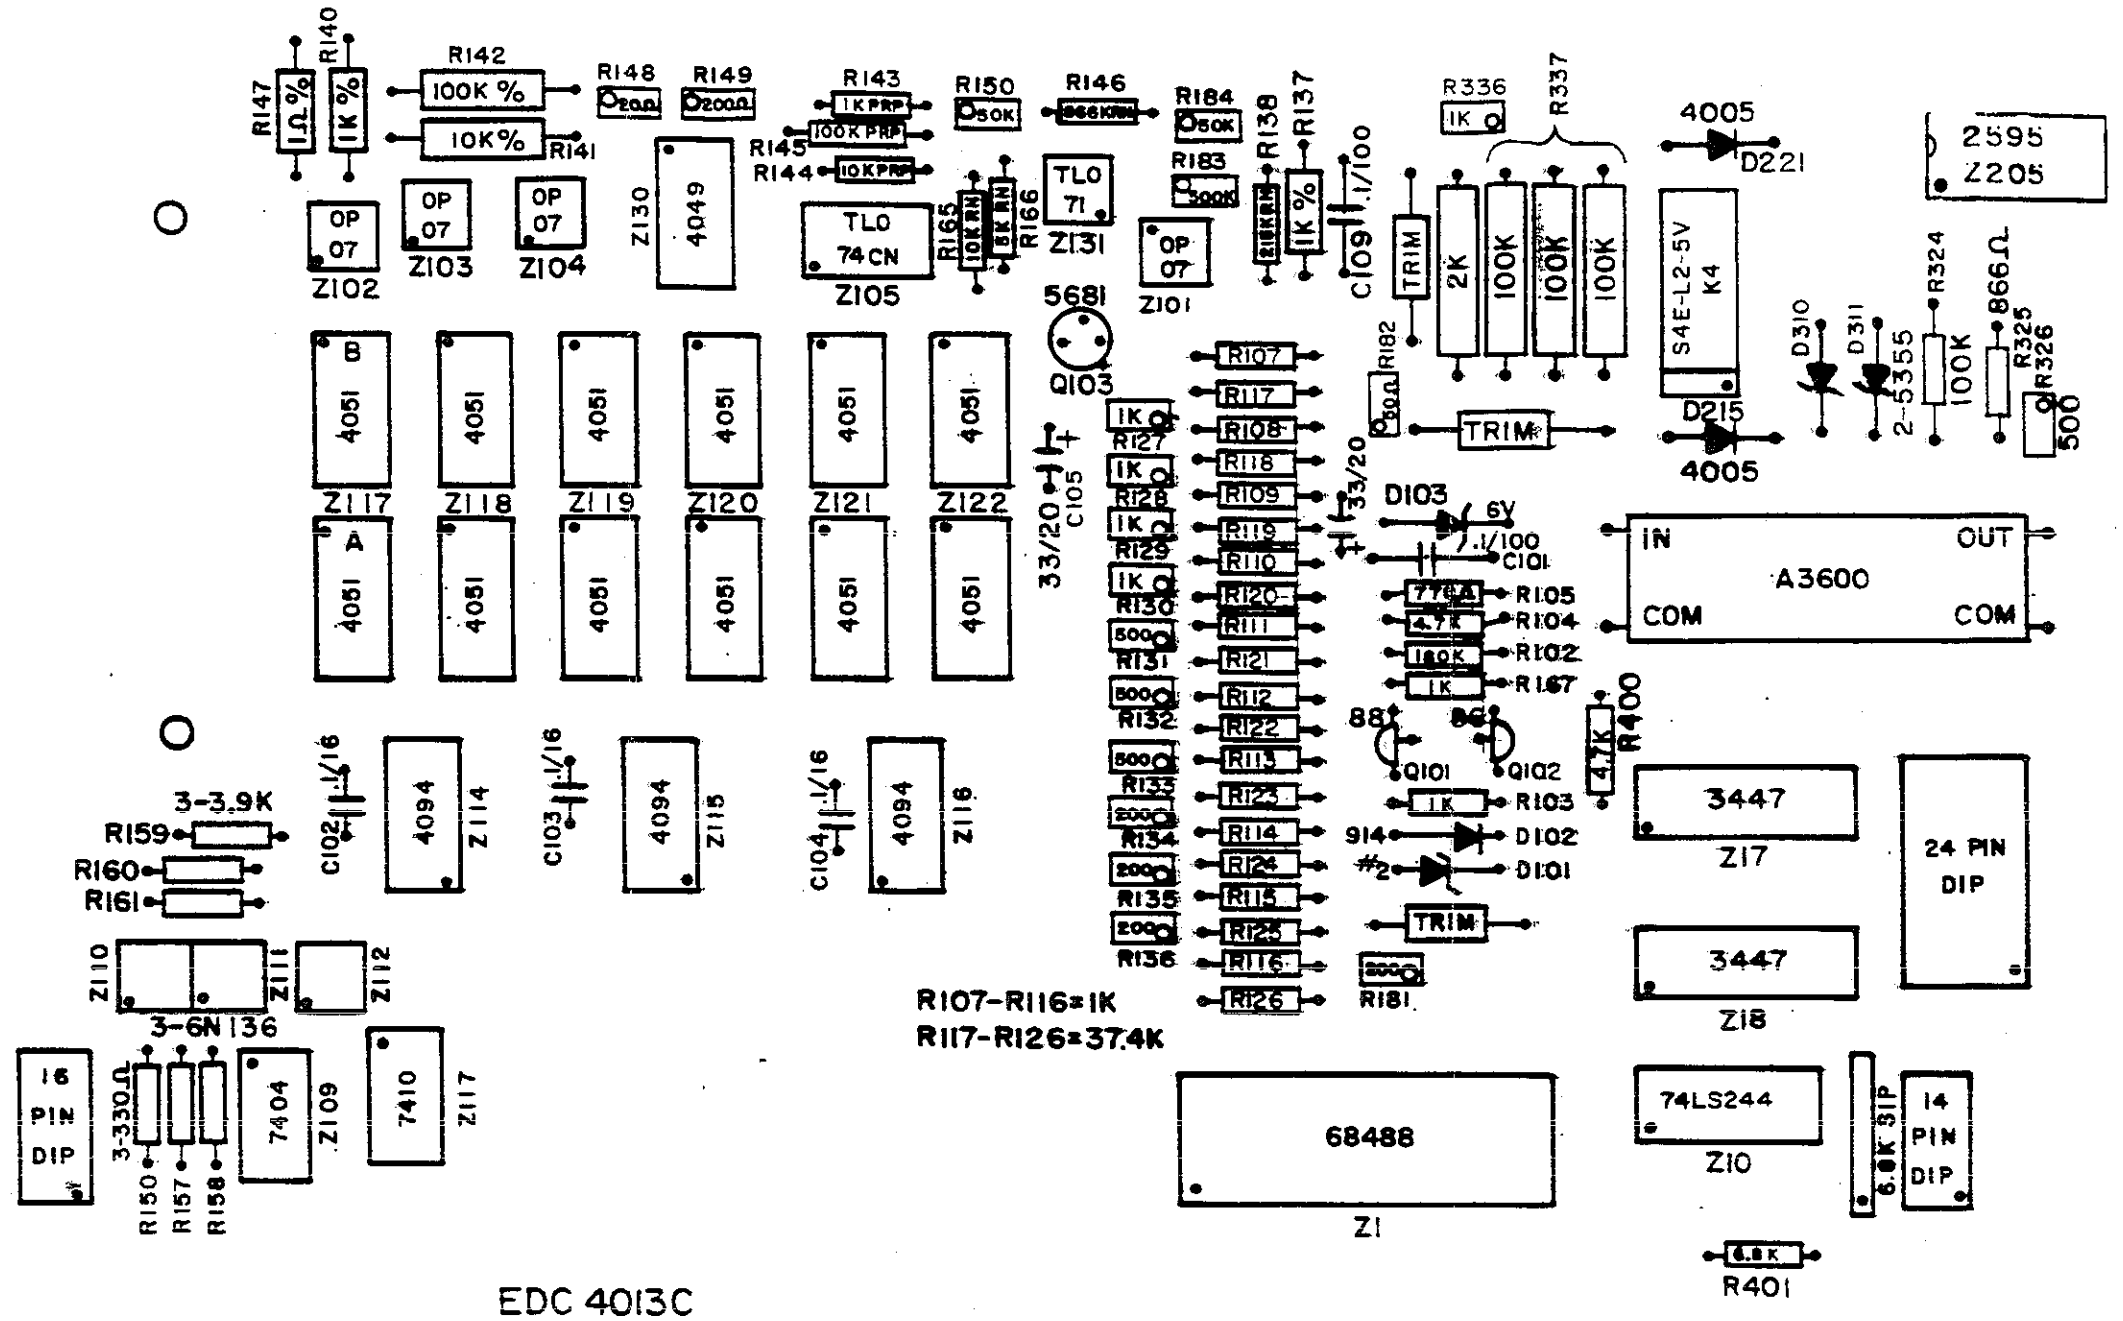 R147
1Ω%
R140
1K%
R142
100K%
10K%
R141
R148
20Ω
R149
200Ω
R143
1K PRP
100K PRP
R145
R144
10K PRP
R150
50K
R146
866KRN
R184
50K
R183
500K
R138
R137
1K%
.1/100
C109
R336
1K
R337
4005
D221
2595
Z205
OP
07
Z102
OP
07
Z103
OP
07
Z104
Z130
4049
TLO
74CN
Z105
R165
10K RN
5K RN
R166
TLO
71
Z131
OP
07
Z101
TRIM
2K
100K
100K
100K
S4E-L2-5V
K4
D310
D311
2-5355
R324
100K
866Ω
R325
R326
500
5681
Q103
R182
50Ω
TRIM
D215
4005
B
4051
4051
4051
4051
4051
4051
Z117
Z118
Z119
Z120
Z121
Z122
A
4051
4051
4051
4051
4051
4051
+
33/20
C105
1K
R127
1K
R128
1K
R129
1K
R130
500
R131
500
R132
500
R133
200
R134
200
R135
200
R136
R107
R117
R108
R118
R109
R119
R110
R120
R111
R121
R112
R122
R113
R123
R114
R124
R115
R125
R116
R126
33/20
+
D103
6V
.1/100
C101
R105
4.7K
R104
R102
1K
R167
88
Q101
Q102
1K
R103
914
D102
#2
D101
TRIM
200
R181
IN
OUT
A3600
COM
COM
4.7K
R400
3447
Z17
24 PIN
DIP
3447
Z18
.1/16
C102
4094
Z114
.1/16
C103
4094
Z115
.1/16
C104
4094
Z116
3-3.9K
R159
R160
R161
Z110
Z111
Z112
3-6N136
R107-R116=1K
R117-R126=37.4K
16
PIN
DIP
3-330Ω
R150
R157
R158
7404
Z109
7410
Z117
68488
Z1
74LS244
Z10
6.8K SIP
14
PIN
DIP
6.8K
R401
EDC 4013C